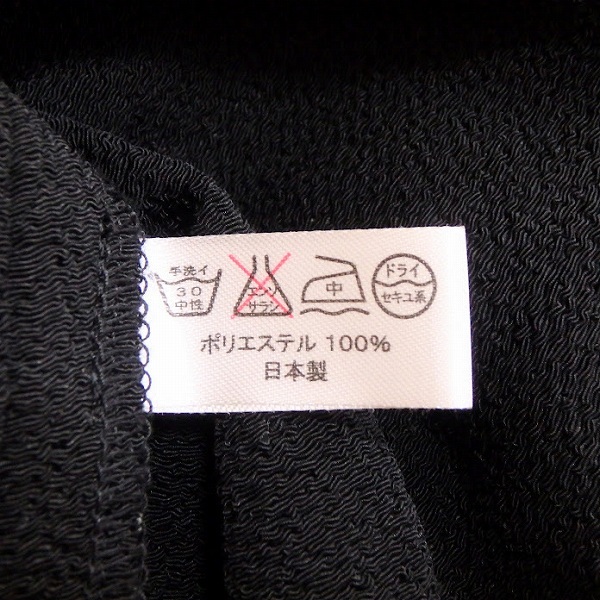 手洗イ
30
中性
エンソ
サラシ
中
ドライ
セキユ系
ポリエステル 100%
日本製